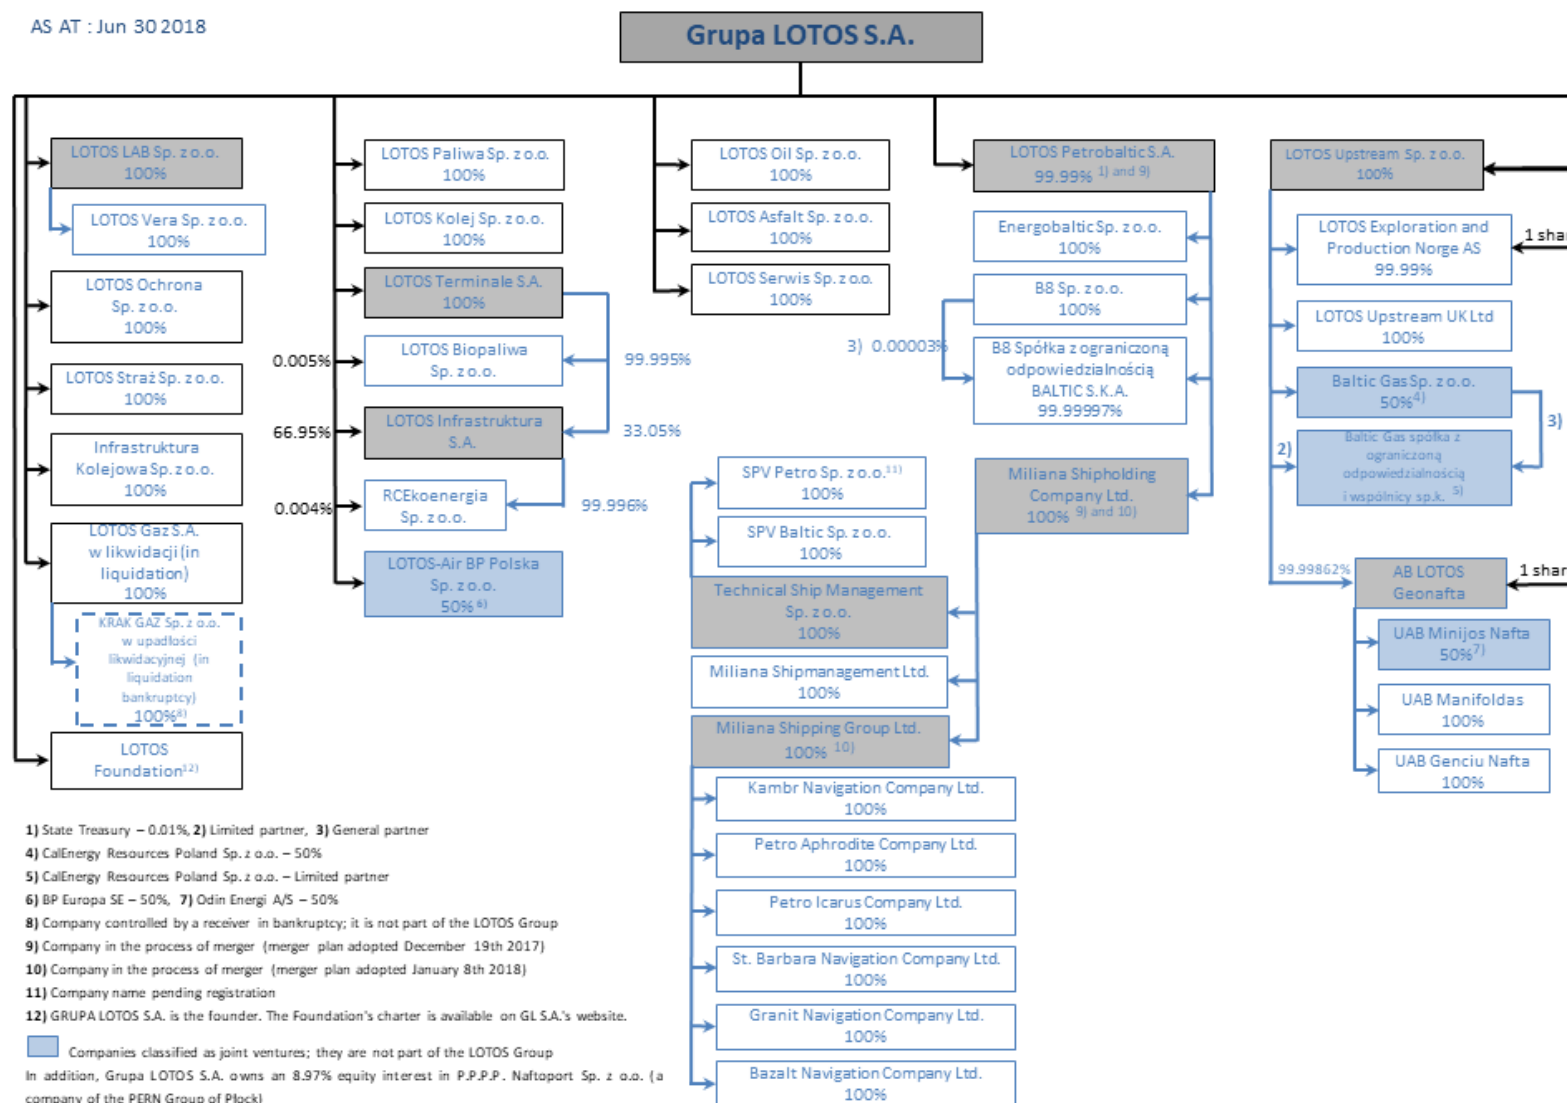 AS AT : Jun 30 2018
Grupa LOTOS S.A.
LOTOS LAB Sp. z o.o.
100%
LOTOS Vera Sp. z o.o.
100%
LOTOS Ochrona
Sp. z o.o.
100%
LOTOS Straż Sp. z o.o.
100%
Infrastruktura
Kolejowa Sp. z o.o.
100%
LOTOS Gaz S.A.
w likwidacji (in
liquidation)
100%
KRAK GAZ Sp. z o.o.
w upadłości
likwidacyjnej (in
liquidation
bankruptcy)
100%8)
LOTOS
Foundation12)
LOTOS Paliwa Sp. z o.o.
100%
LOTOS Kolej Sp. z o.o.
100%
LOTOS Terminale S.A.
100%
0.005%
LOTOS Biopaliwa
Sp. z o.o.
99.995%
66.95%
LOTOS Infrastruktura
S.A.
33.05%
0.004%
RCEkoenergia
Sp. z o.o.
99.996%
LOTOS-Air BP Polska
Sp. z o.o.
50% 6)
LOTOS Oil Sp. z o.o.
100%
LOTOS Asfalt Sp. z o.o.
100%
LOTOS Serwis Sp. z o.o.
100%
LOTOS Petrobaltic S.A.
99.99% 1) and 9)
Energobaltic Sp. z o.o.
100%
B8 Sp. z o.o.
100%
3) 0.00003%
B8 Spółka z ograniczoną
odpowiedzialnością
BALTIC S.K.A.
99.99997%
Miliana Shipholding
Company Ltd.
100% 9) and 10)
SPV Petro Sp. z o.o.11)
100%
SPV Baltic Sp. z o.o.
100%
Technical Ship Management
Sp. z o.o.
100%
Miliana Shipmanagement Ltd.
100%
Miliana Shipping Group Ltd.
100% 10)
Kambr Navigation Company Ltd.
100%
Petro Aphrodite Company Ltd.
100%
Petro Icarus Company Ltd.
100%
St. Barbara Navigation Company Ltd.
100%
Granit Navigation Company Ltd.
100%
Bazalt Navigation Company Ltd.
100%
LOTOS Upstream Sp. z o.o.
100%
LOTOS Exploration and
Production Norge AS
99.99%
1 shar
LOTOS Upstream UK Ltd
100%
Baltic Gas Sp. z o.o.
50%4)
3)
2)
Baltic Gas spółka z
ograniczoną
odpowiedzialnością
i wspólnicy sp.k. 5)
99.99862%
AB LOTOS
Geonafta
1 shar
UAB Minijos Nafta
50%7)
UAB Manifoldas
100%
UAB Genciu Nafta
100%
1) State Treasury – 0.01%, 2) Limited partner, 3) General partner
4) CalEnergy Resources Poland Sp. z o.o. – 50%
5) CalEnergy Resources Poland Sp. z o.o. – Limited partner
6) BP Europa SE – 50%, 7) Odin Energi A/S – 50%
8) Company controlled by a receiver in bankruptcy; it is not part of the LOTOS Group
9) Company in the process of merger (merger plan adopted December 19th 2017)
10) Company in the process of merger (merger plan adopted January 8th 2018)
11) Company name pending registration
12) GRUPA LOTOS S.A. is the founder. The Foundation's charter is available on GL S.A.'s website.
Companies classified as joint ventures; they are not part of the LOTOS Group
In addition, Grupa LOTOS S.A. owns an 8.97% equity interest in P.P.P.P. Naftoport Sp. z o.o. (a
company of the PERN Group of Płock)